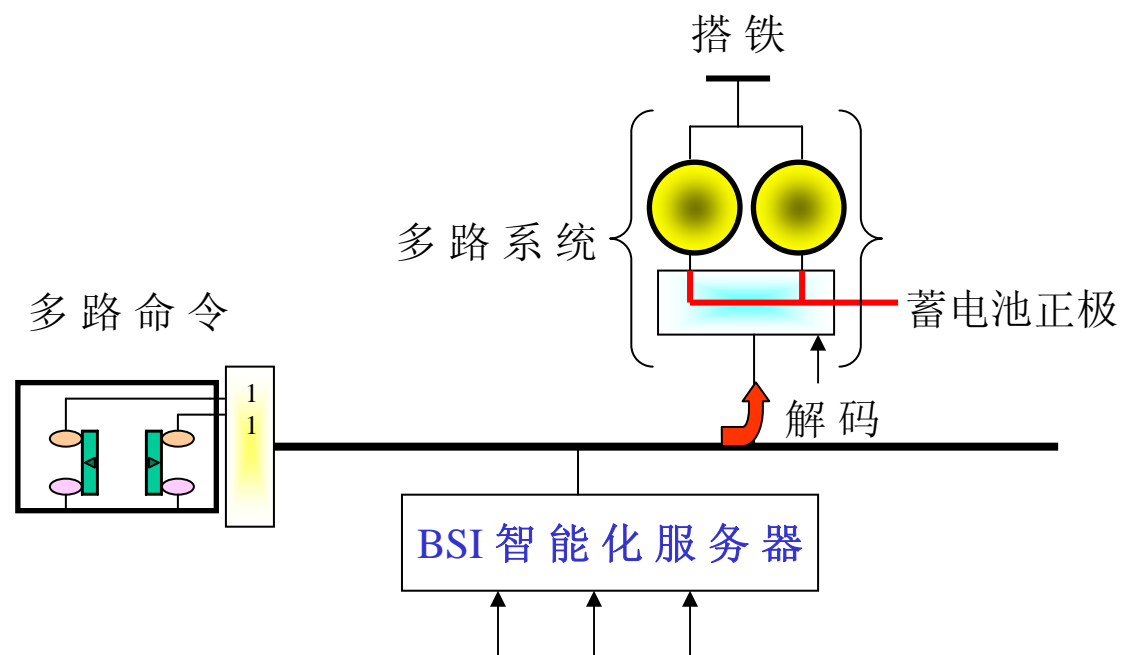 搭 铁
多 路 系 统
蓄电池正极
多 路 命 令
1
1
解 码
BSI 智 能 化 服 务 器